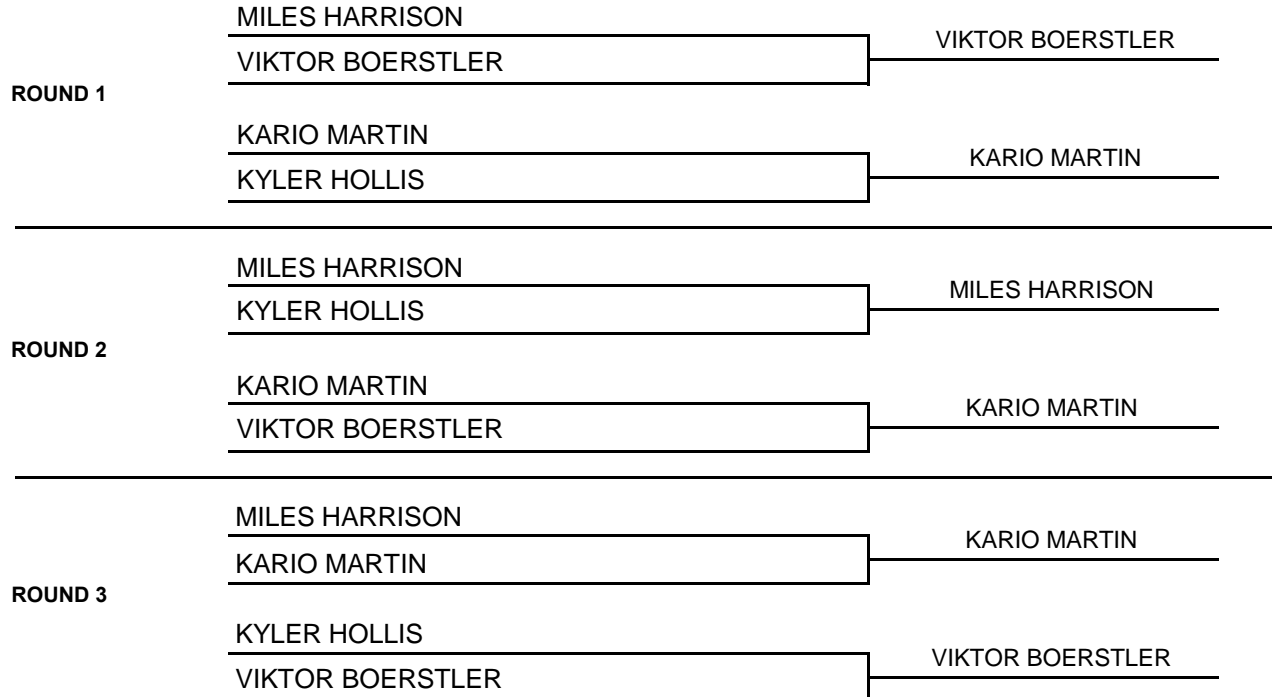 MILES HARRISON
VIKTOR BOERSTLER
VIKTOR BOERSTLER
ROUND 1
KARIO MARTIN
KARIO MARTIN
KYLER HOLLIS
MILES HARRISON
MILES HARRISON
KYLER HOLLIS
ROUND 2
KARIO MARTIN
KARIO MARTIN
VIKTOR BOERSTLER
MILES HARRISON
KARIO MARTIN
KARIO MARTIN
ROUND 3
KYLER HOLLIS
VIKTOR BOERSTLER
VIKTOR BOERSTLER